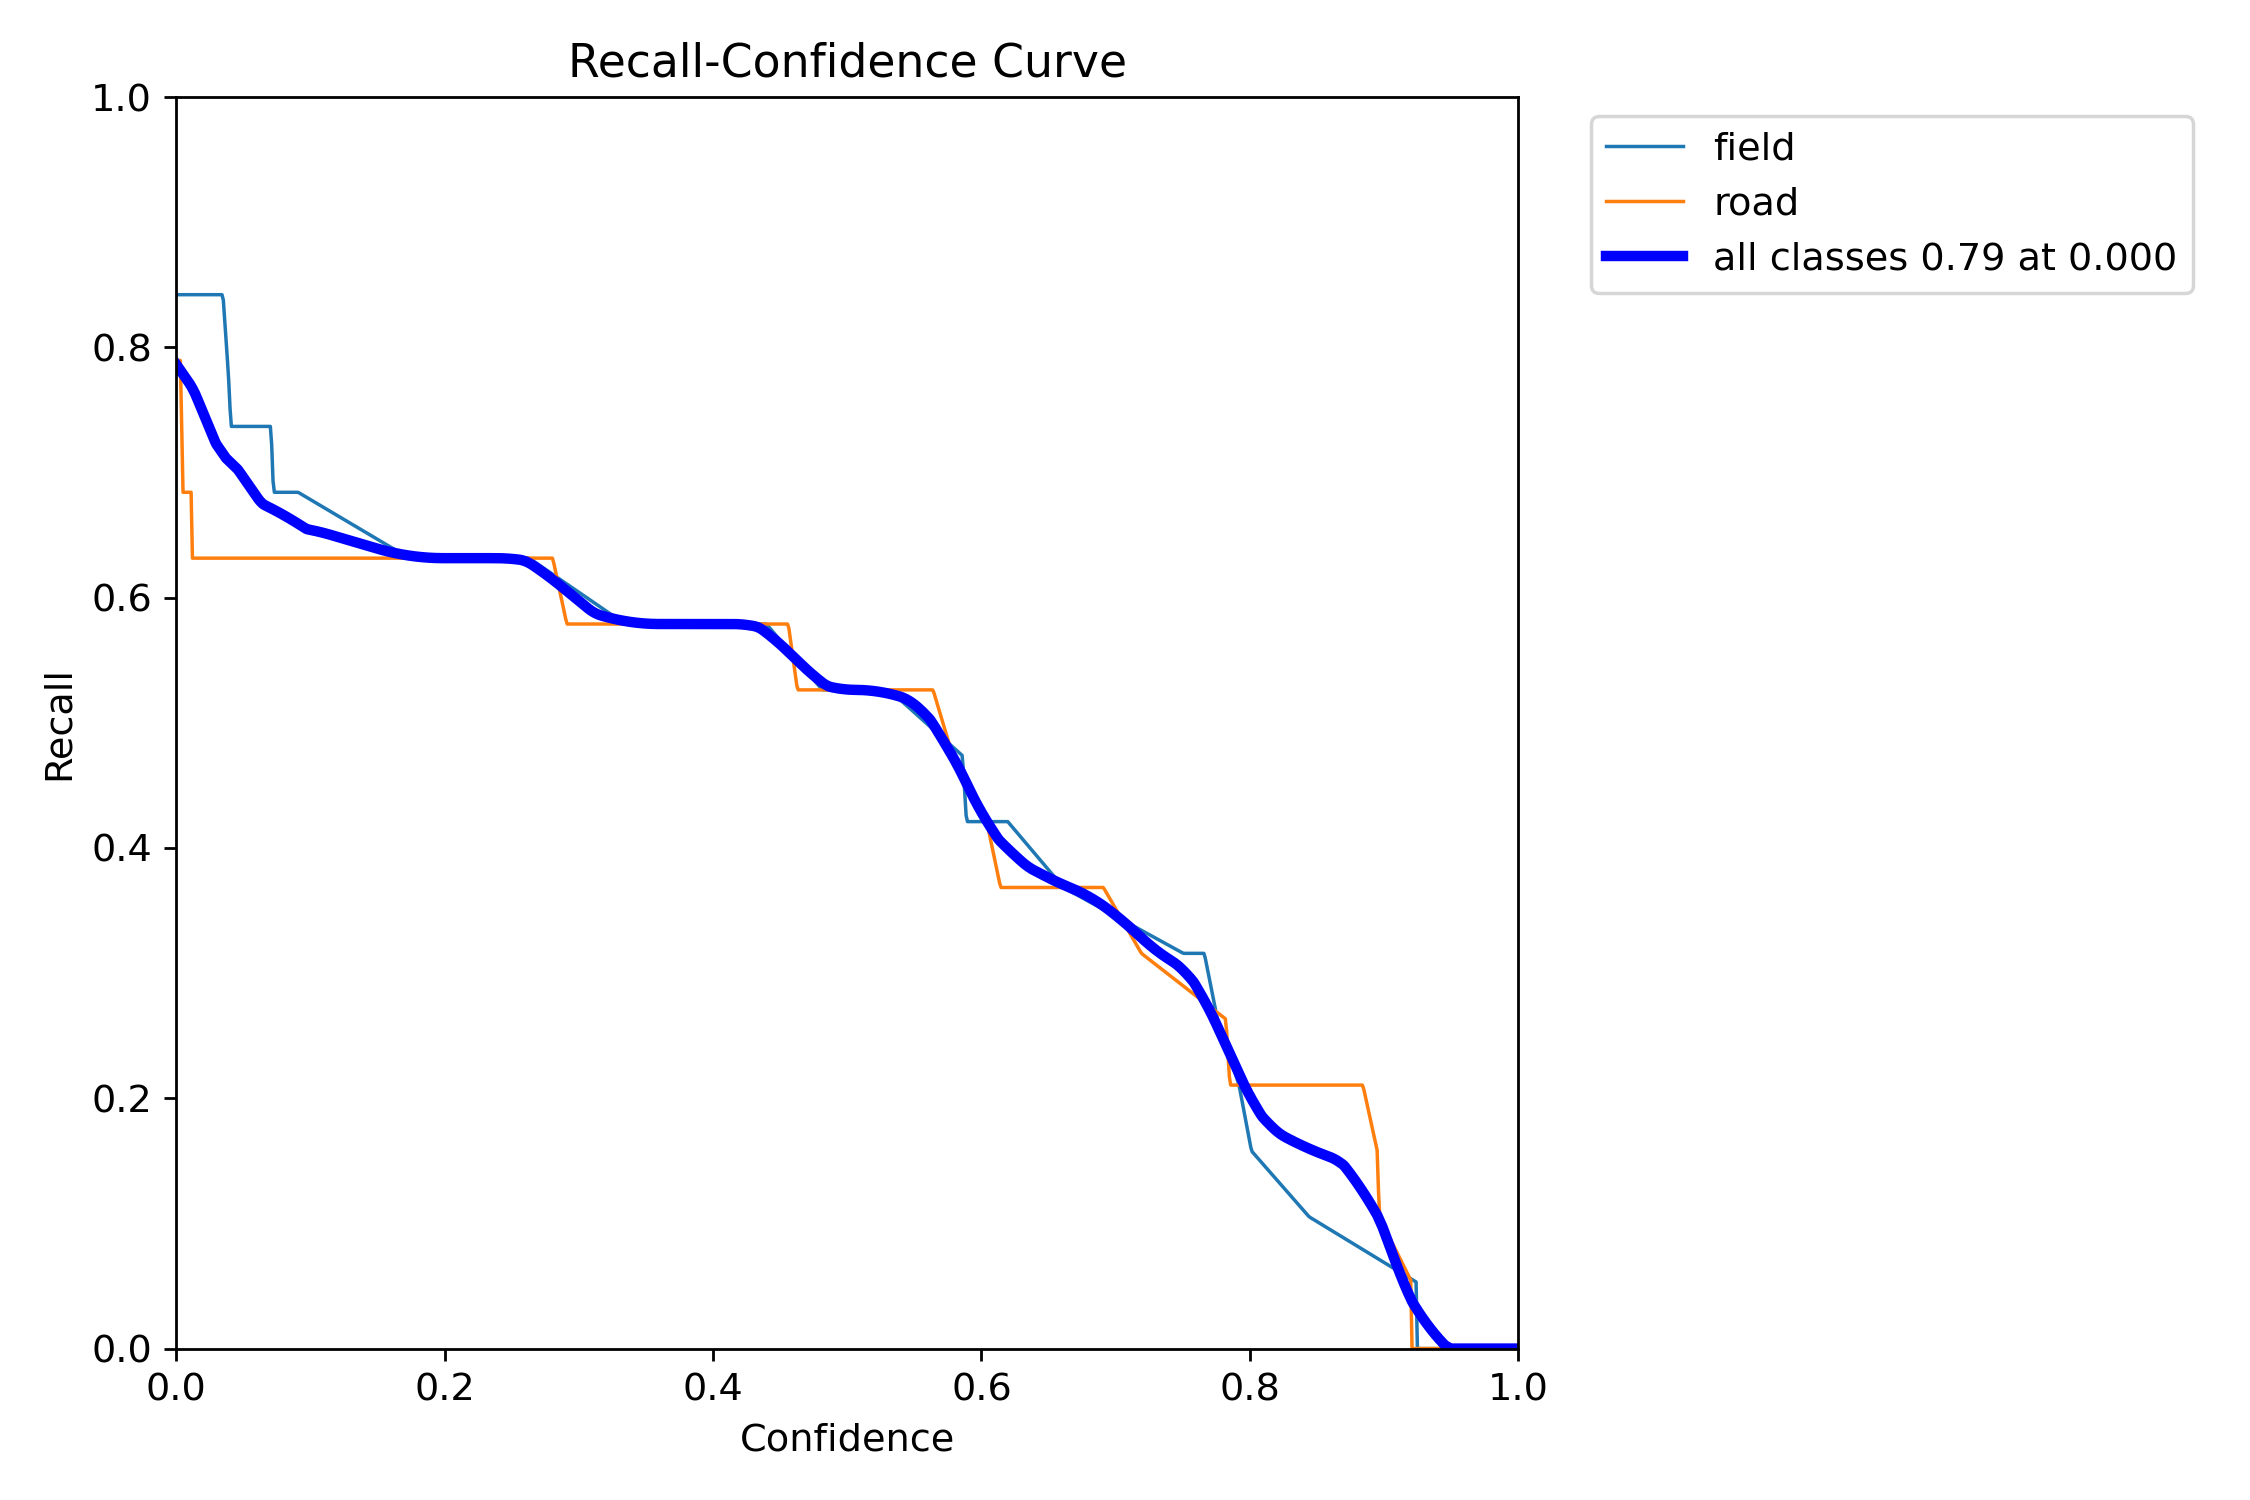 Recall-Confidence Curve
1.0
0.8
0.6
0.4
0.2
0.0
Recall
0.0 0.2 0.4 0.6 0.8 1.0
Confidence
field
road
all classes 0.79 at 0.000